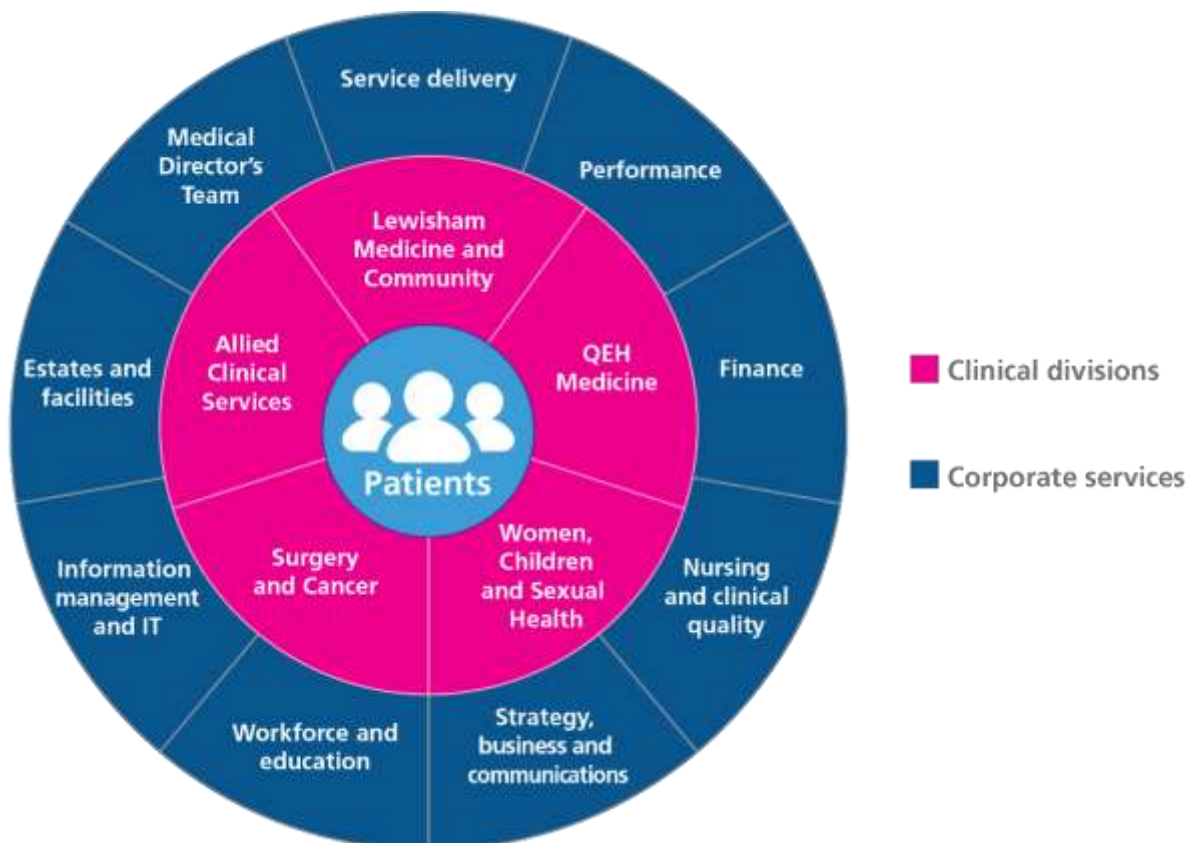 Service delivery
Performance
Finance
Nursing
and clinical
quality
Strategy,
business and
communications
Workforce and
education
Information
management
and IT
Estates and
facilities
Medical
Director's
Team
Lewisham
Medicine and
Community
QEH
Medicine
Women,
Children
and Sexual
Health
Surgery
and Cancer
Allied
Clinical
Services
Patients
Clinical divisions
Corporate services